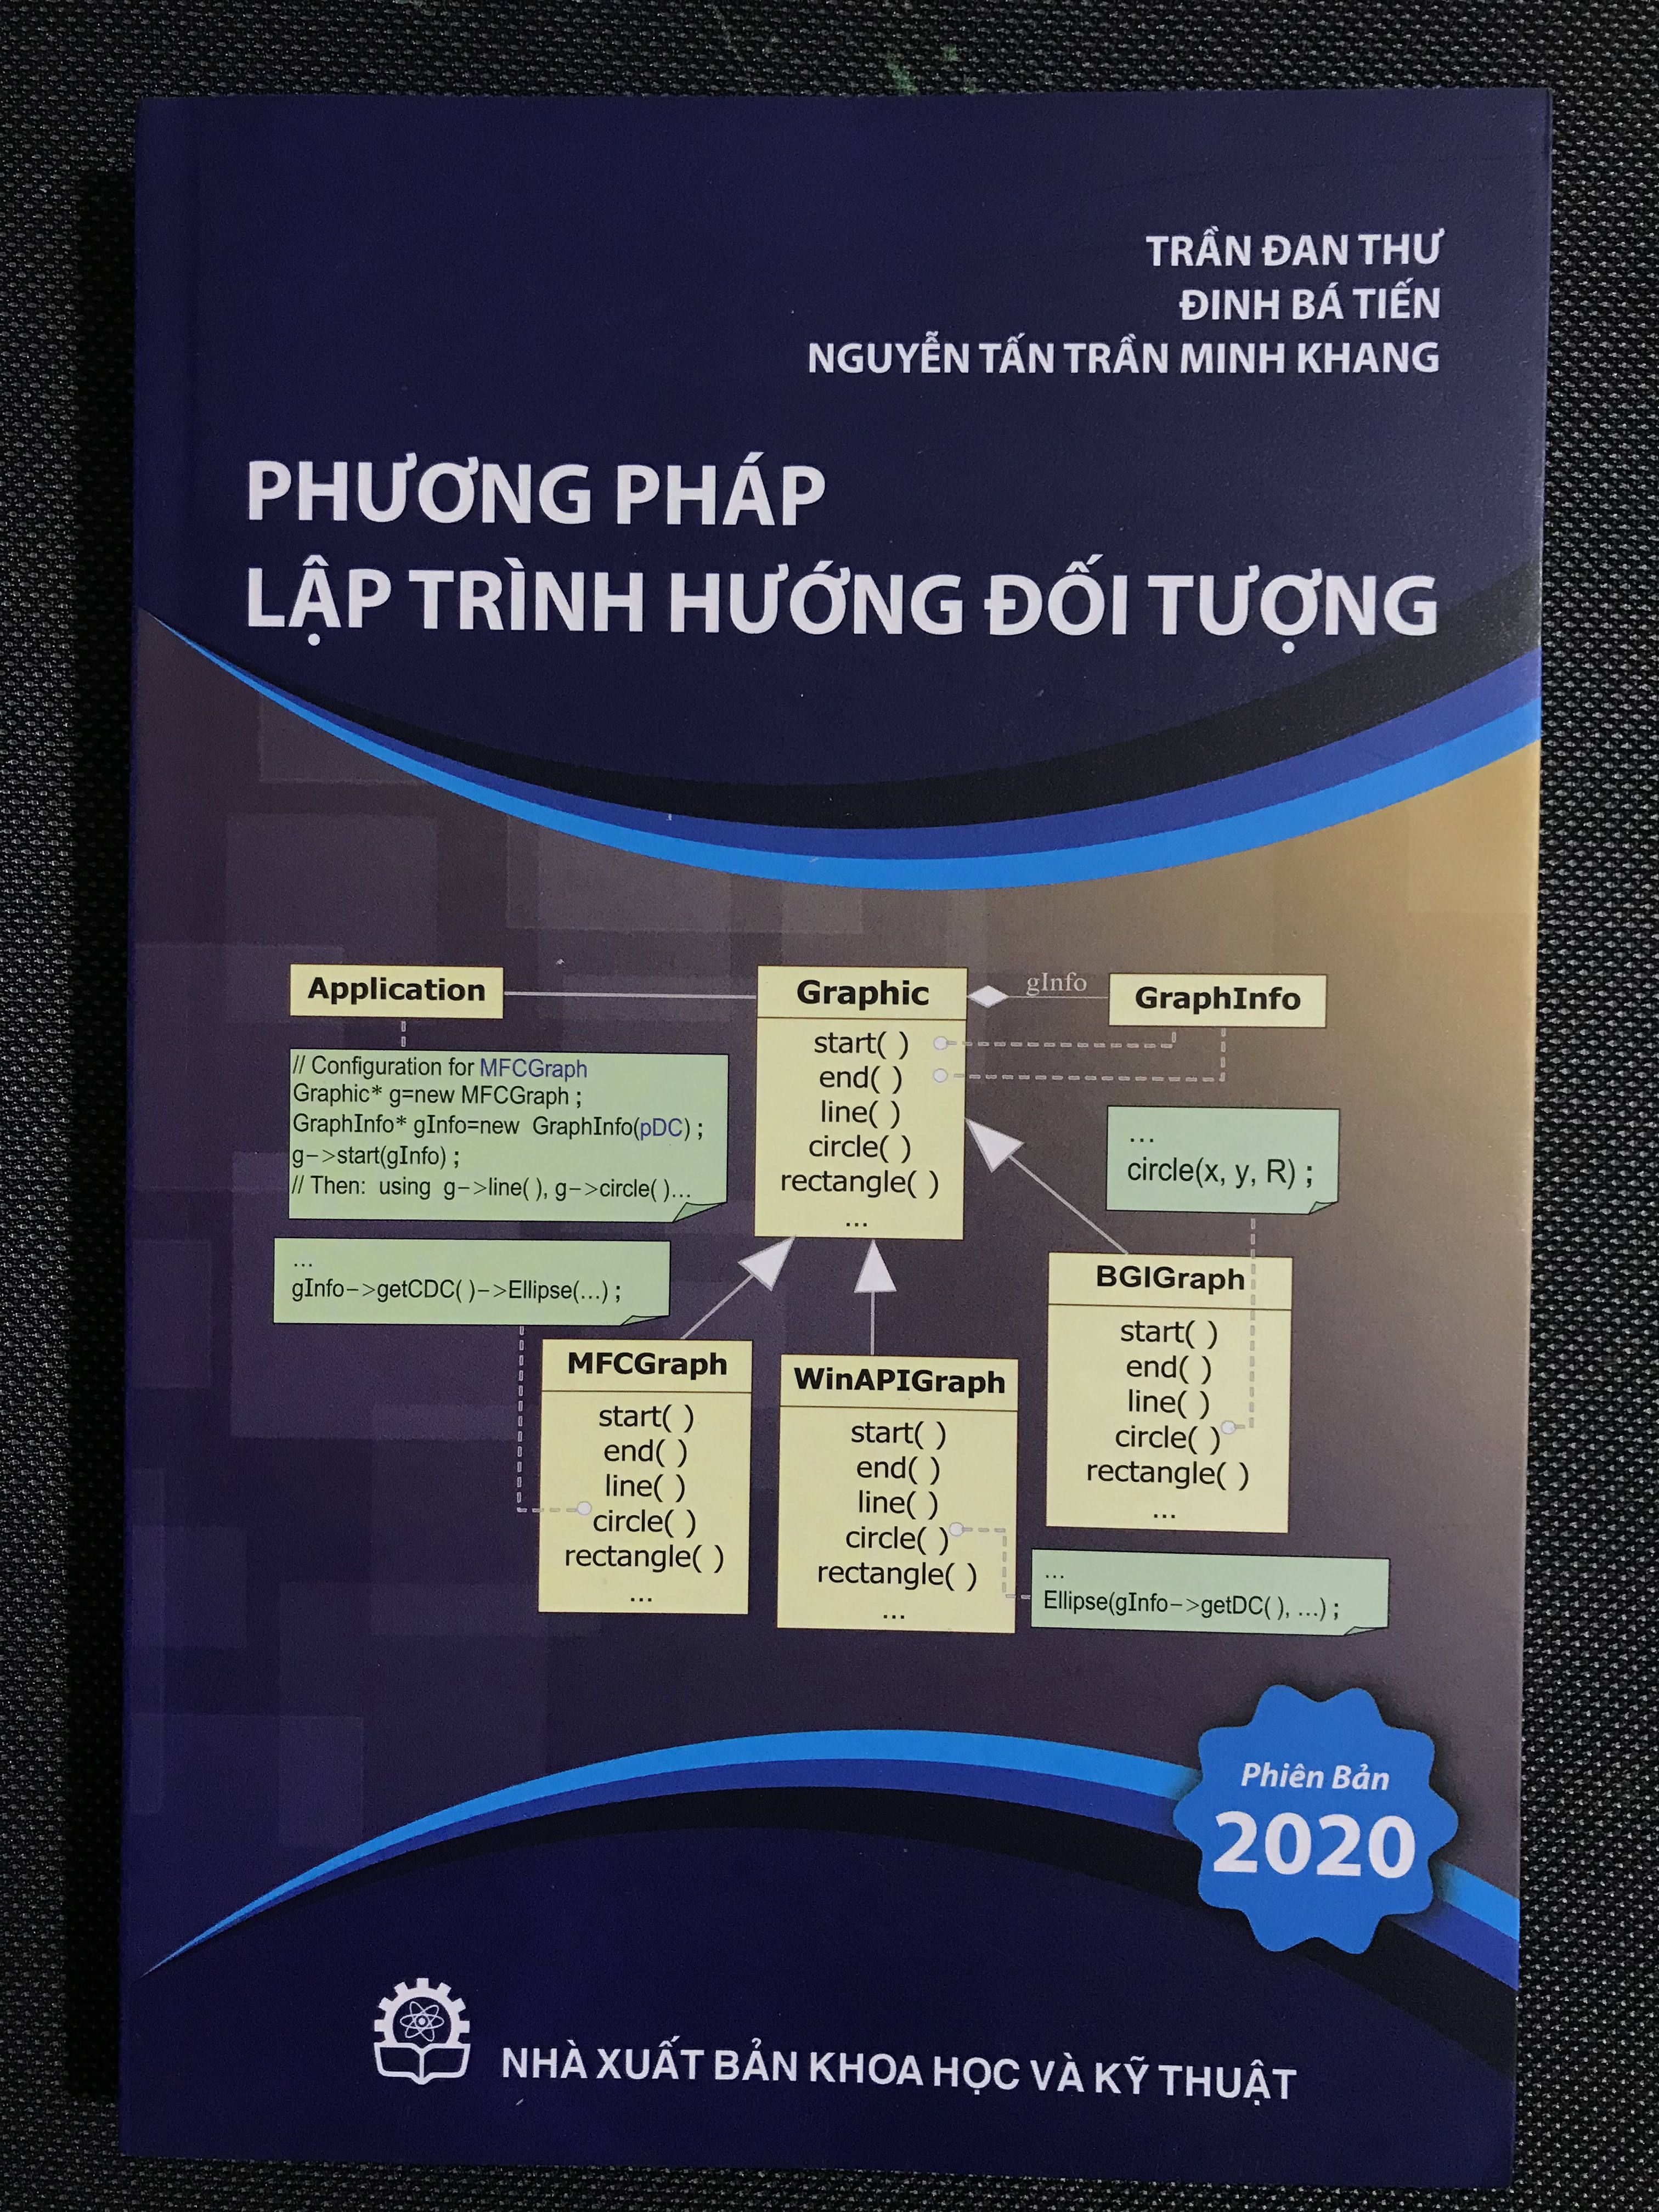 TRẦN ĐAN THƯ
ĐINH BÁ TIẾN
NGUYỄN TẤN TRẦN MINH KHANG
PHƯƠNG PHÁP
LẬP TRÌNH HƯỚNG ĐỐI TƯỢNG
Application
// Configuration for MFCGraph
Graphic* g=new MFCGraph ;
GraphInfo* gInfo=new GraphInfo(pDC) ;
g->start(gInfo) ;
// Then: using g->line( ), g->circle( )...
Graphic
start( )
end( )
line( )
circle( )
rectangle( )
...
gInfo
GraphInfo
...
circle(x, y, R) ;
...
gInfo->getCDC( )->Ellipse(...) ;
MFCGraph
start( )
end( )
line( )
circle( )
rectangle( )
...
WinAPIGraph
start( )
end( )
line( )
circle( )
rectangle( )
...
BGIGraph
start( )
end( )
line( )
circle( )
rectangle( )
...
...
Ellipse(gInfo->getDC( ), ...) ;
Phiên Bản
2020
NHÀ XUẤT BẢN KHOA HỌC VÀ KỸ THUẬT